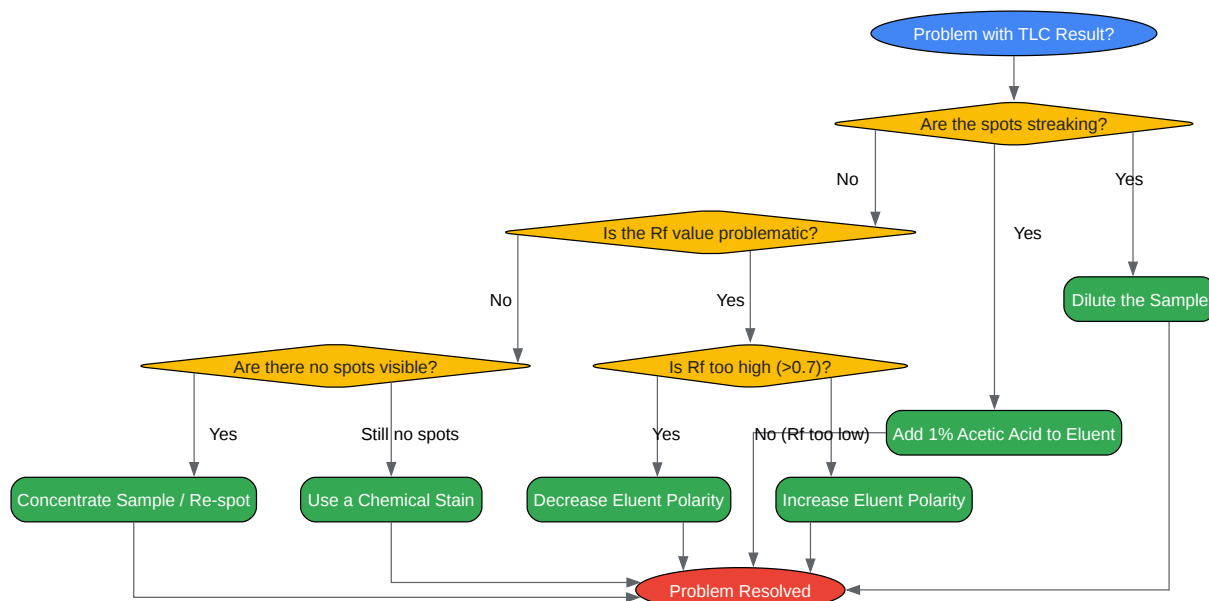 Problem with TLC Result?
Are the spots streaking?
No
Yes
Is the Rf value problematic?
Yes
No
Yes
Dilute the Sample
Are there no spots visible?
Is Rf too high (>0.7)?
Yes
Still no spots
Yes
No (Rf too low)
Add 1% Acetic Acid to Eluent
Concentrate Sample / Re-spot
Use a Chemical Stain
Decrease Eluent Polarity
Increase Eluent Polarity
Problem Resolved